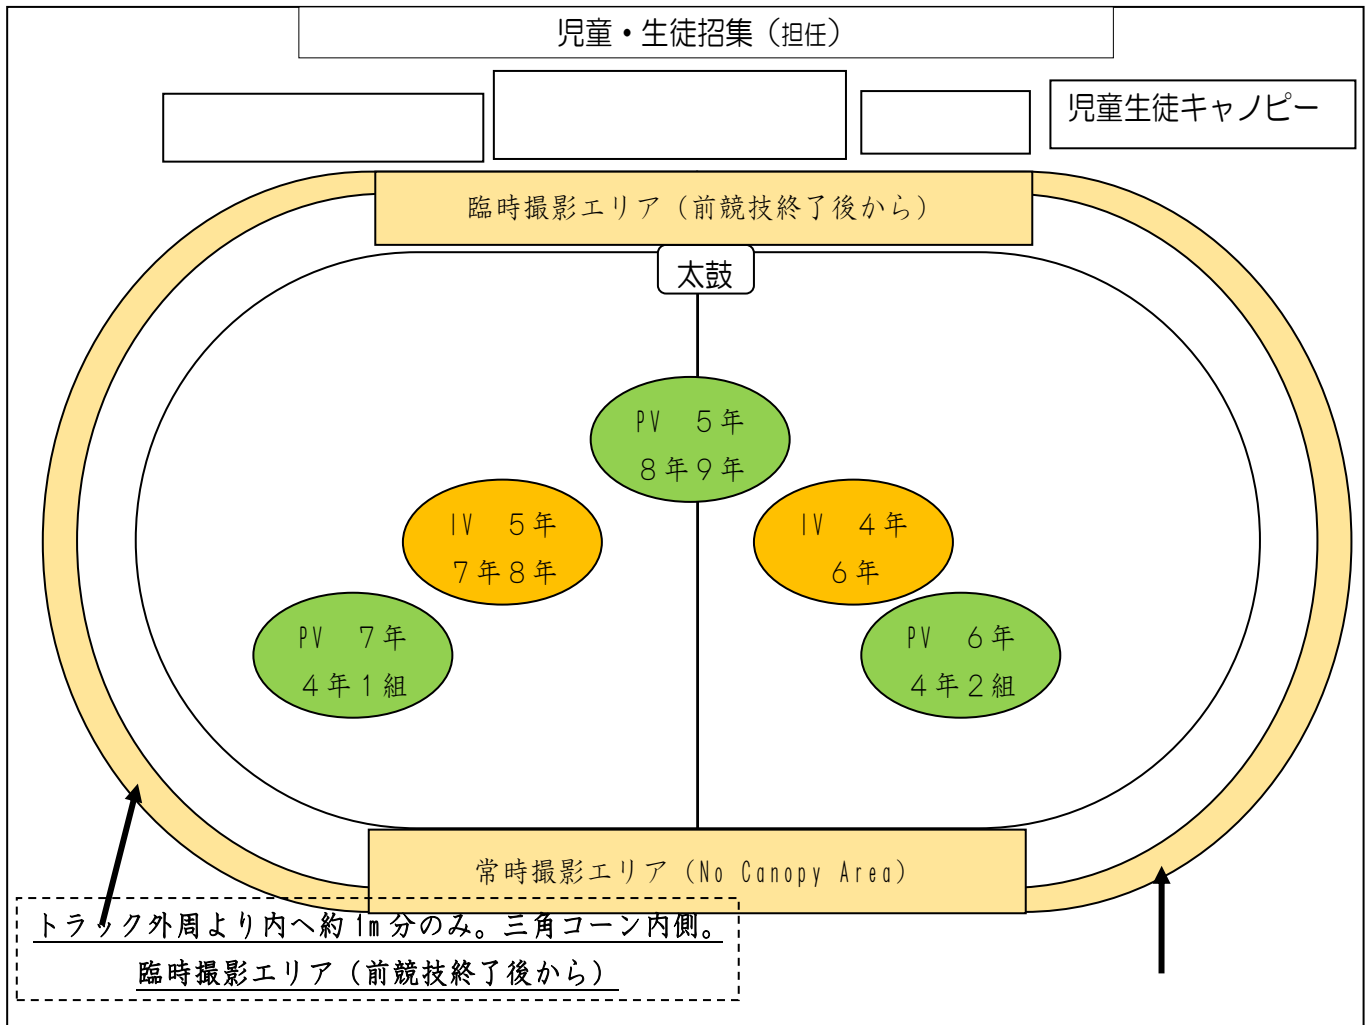 児童・生徒招集（担任）
児童生徒キャノピー
臨時撮影エリア（前競技終了後から）
太鼓
PV　５年
８年９年
IV　５年
７年８年
IV　４年
６年
PV　７年
４年１組
PV　６年
４年２組
常時撮影エリア（No Canopy Area）
トラック外周より内へ約1m分のみ。三角コーン内側。
臨時撮影エリア（前競技終了後から）